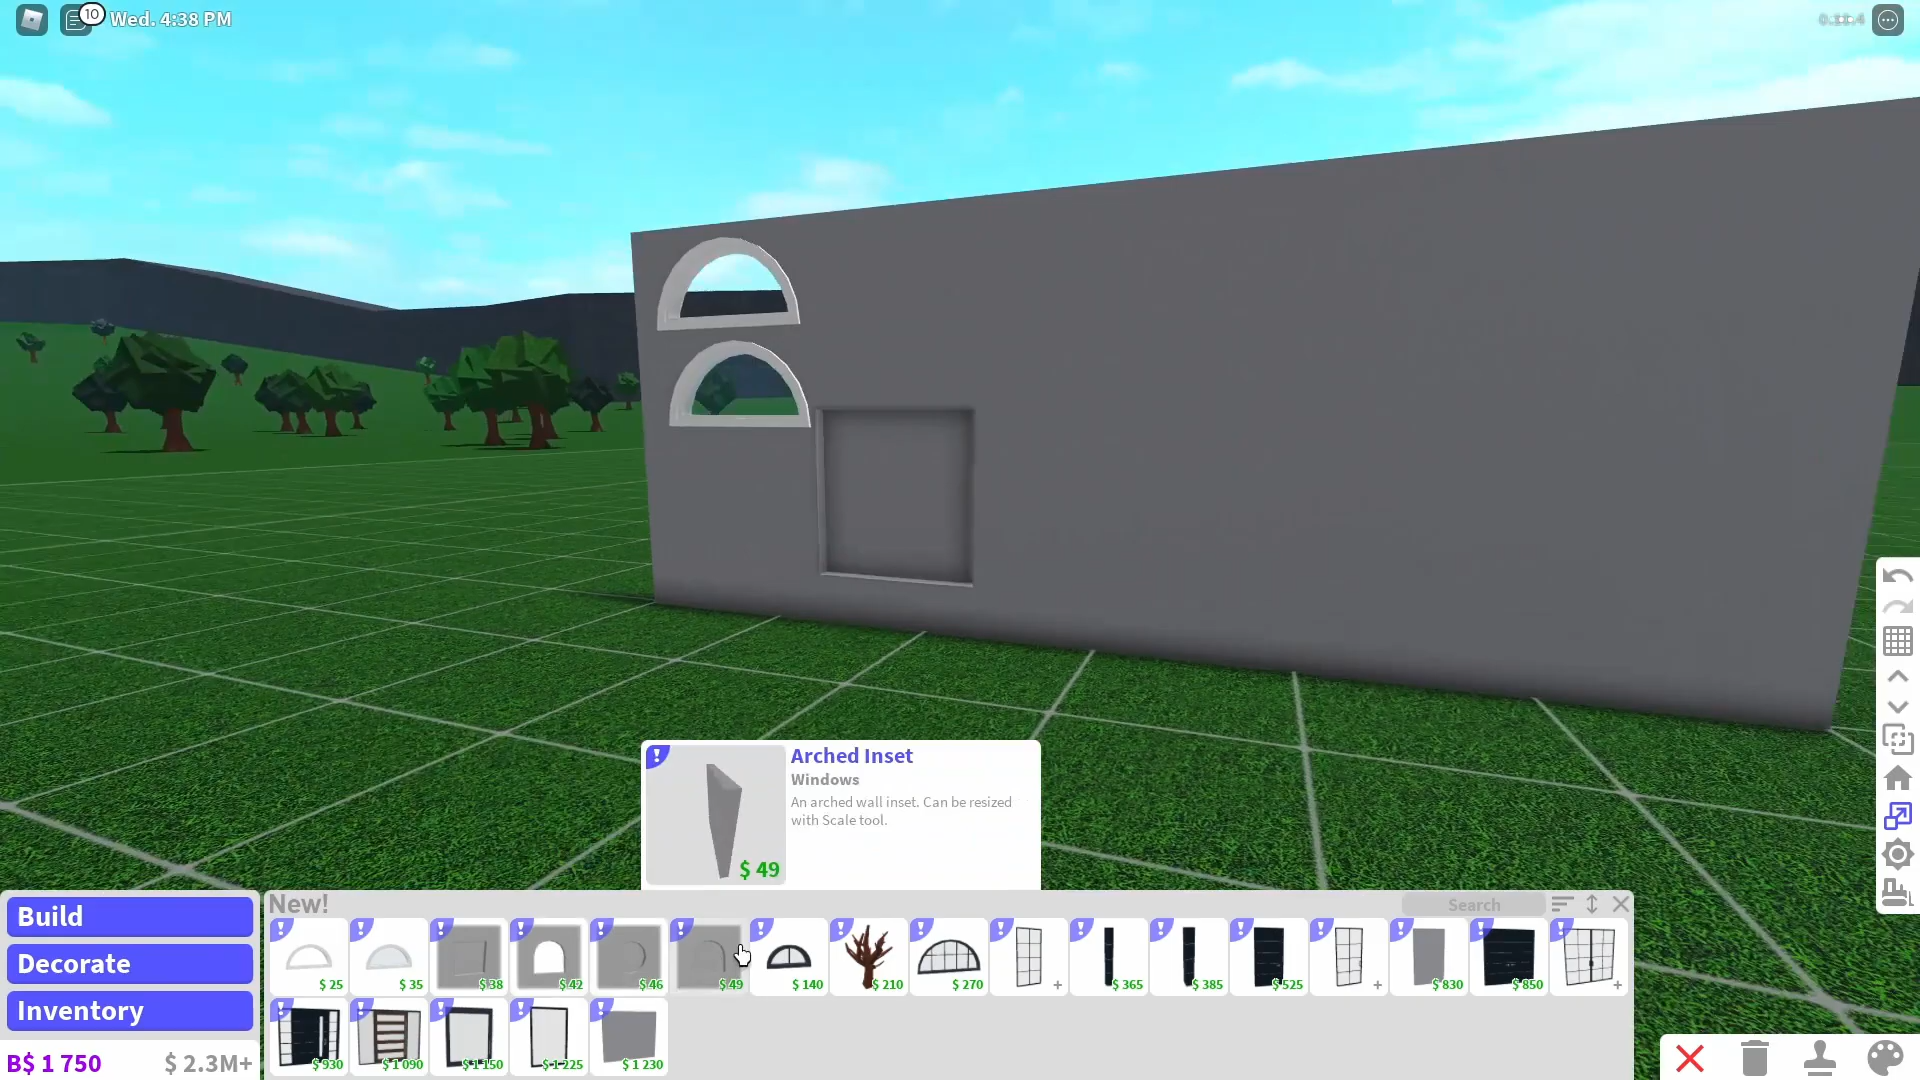 10
Wed. 4:38 PM
!
Arched Inset
Windows
An arched wall inset. Can be resized
with Scale tool.
$ 49
Build
Decorate
Inventory
B$ 1 750
$ 2.3M+
New!
Search
! ! ! ! ! ! ! ! ! ! ! ! ! ! ! ! !
$ 25
$ 35
$ 38
$ 42
$ 46
$ 49
$ 140
$ 210
$ 270
+
$ 365
$ 385
$ 525
+
$ 830
$ 850
+
! ! ! ! !
$ 930
$ 1 090
$ 1 150
$ 1 225
$ 1 230